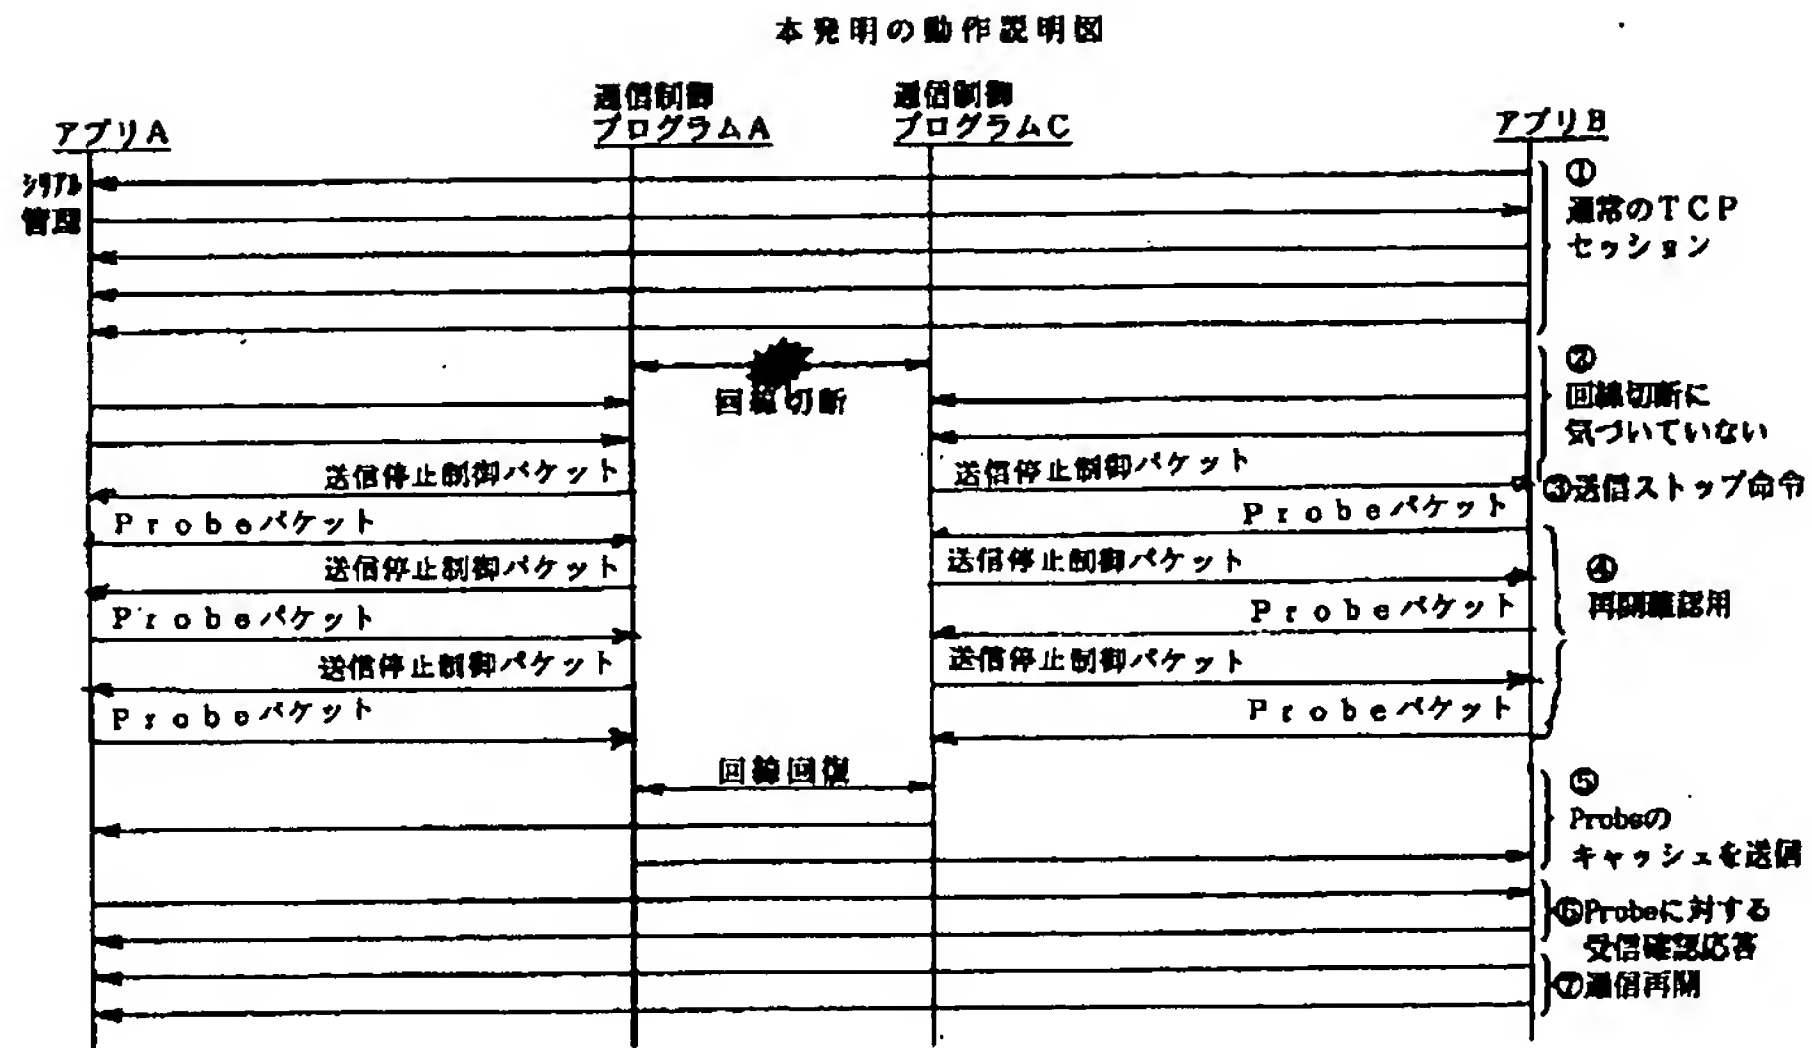 本発明の動作説明図
通信制御
プログラムA
通信制御
プログラムC
アプリA
アプリB
シリアル
管理
①
通常のTCP
セッション
②
回線切断に
気づいていない
回線切断
送信停止制御パケット
送信停止制御パケット
③送信ストップ命令
Probeパケット
Probeパケット
送信停止制御パケット
送信停止制御パケット
④
再開確認用
Probeパケット
Probeパケット
送信停止制御パケット
送信停止制御パケット
Probeパケット
Probeパケット
回線回復
⑤
Probeの
キャッシュを送信
⑥Probeに対する
受信確認応答
⑦通信再開